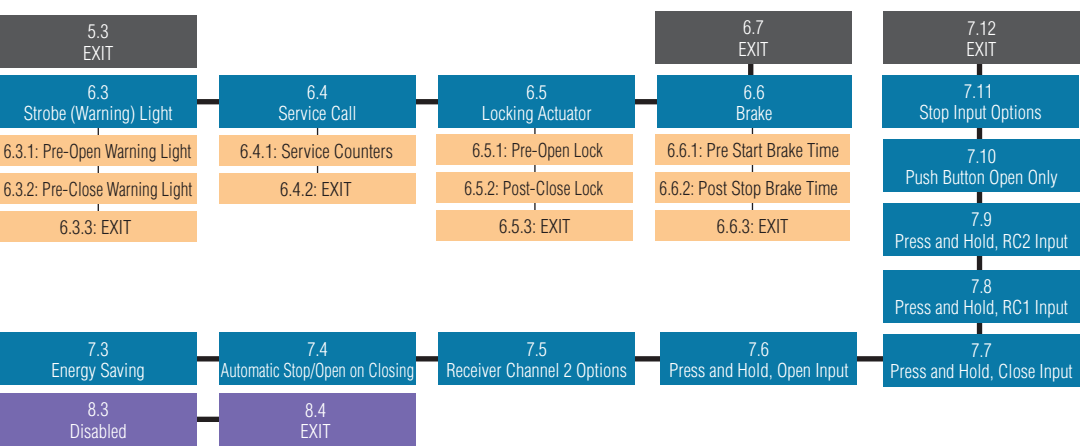 5.3
EXIT
6.7
EXIT
7.12
EXIT
6.3
Strobe (Warning) Light
6.4
Service Call
6.5
Locking Actuator
6.6
Brake
7.11
Stop Input Options
6.3.1: Pre-Open Warning Light
6.4.1: Service Counters
6.5.1: Pre-Open Lock
6.6.1: Pre Start Brake Time
7.10
Push Button Open Only
6.3.2: Pre-Close Warning Light
6.4.2: EXIT
6.5.2: Post-Close Lock
6.6.2: Post Stop Brake Time
6.3.3: EXIT
6.5.3: EXIT
6.6.3: EXIT
7.9
Press and Hold, RC2 Input
7.8
Press and Hold, RC1 Input
7.3
Energy Saving
7.4
Automatic Stop/Open on Closing
7.5
Receiver Channel 2 Options
7.6
Press and Hold, Open Input
7.7
Press and Hold, Close Input
8.3
Disabled
8.4
EXIT